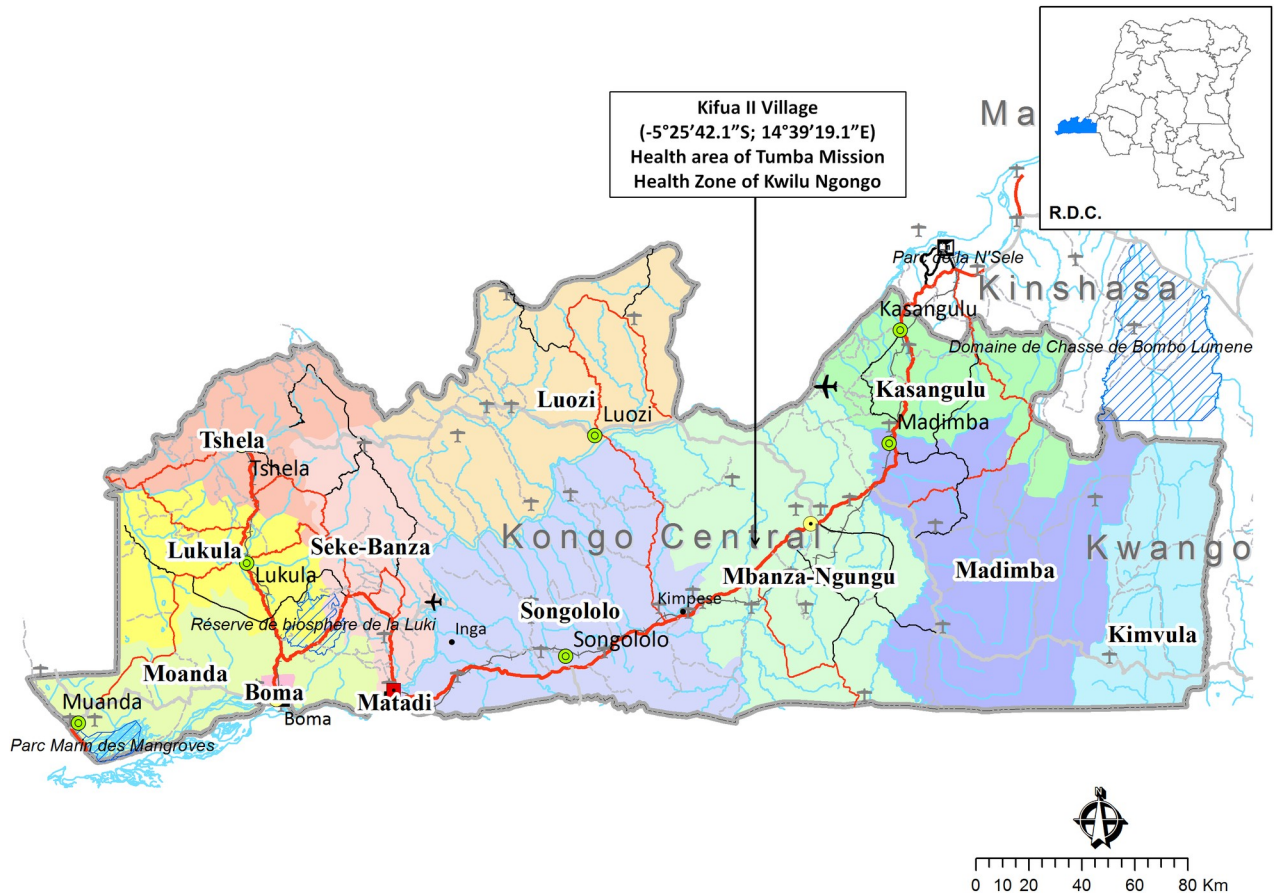 Kifua II Village
(-5°25’42.1”S; 14°39’19.1”E)
Health area of Tumba Mission
Health Zone of Kwilu Ngongo
Ma
R.D.C.
Parc de la N'Sele
Kinshasa
Kasangulu
Domaine de Chasse de Bombo Lumene
Kasangulu
Luozi
Luozi
Madimba
Tshela
Tshela
Kongo Central
Kwango
Lukula
Lukula
Seke-Banza
Mbanza-Ngungu
Madimba
Kimpese
Songololo
Réserve de biosphère de la Luki
Inga
Songololo
Kimvula
Moanda
Boma
Matadi
Muanda
Boma
Parc Marin des Mangroves
N
0 10 20 40 60 80 Km